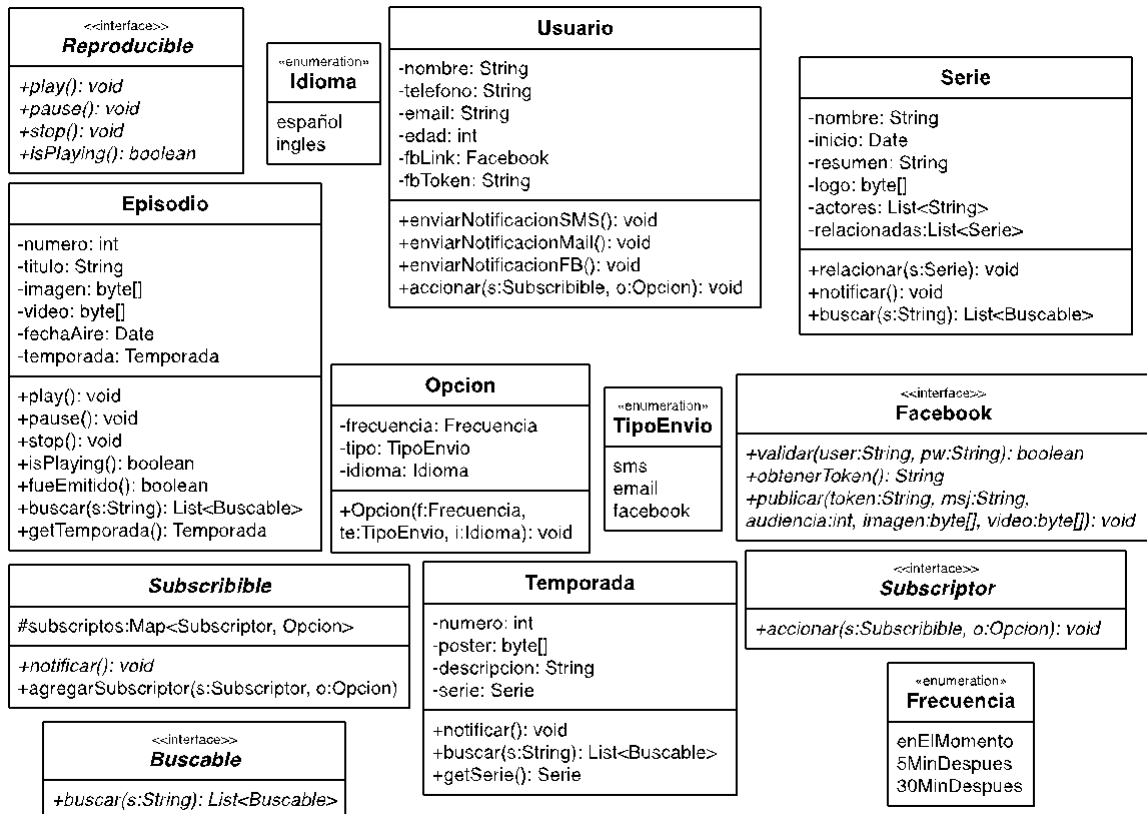 <<interface>>
Reproducible
+play(): void
+pause(): void
+stop(): void
+isPlaying(): boolean
«enumeration»
Idioma
español
ingles
Usuario
-nombre: String
-telefono: String
-email: String
-edad: int
-fbLink: Facebook
-fbToken: String
+enviarNotificacionSMS(): void
+enviarNotificacionMail(): void
+enviarNotificacionFB(): void
+accionar(s:Subscribible, o:Opcion): void
Serie
-nombre: String
-inicio: Date
-resumen: String
-logo: byte[]
-actores: List<String>
-relacionadas:List<Serie>
+relacionar(s:Serie): void
+notificar(): void
+buscar(s:String): List<Buscable>
Episodio
-numero: int
-titulo: String
-imagen: byte[]
-video: byte[]
-fechaAire: Date
-temporada: Temporada
+play(): void
+pause(): void
+stop(): void
+isPlaying(): boolean
+fueEmitido(): boolean
+buscar(s:String): List<Buscable>
+getTemporada(): Temporada
Opcion
-frecuencia: Frecuencia
-tipo: TipoEnvio
-idioma: Idioma
+Opcion(f:Frecuencia,
te:TipoEnvio, i:Idioma): void
«enumeration»
TipoEnvio
sms
email
facebook
<<interface>>
Facebook
+validar(user:String, pw:String): boolean
+obtenerToken(): String
+publicar(token:String, msj:String,
audiencia:int, imagen:byte[], video:byte[]): void
Subscribible
#subscriptos:Map<Subscriptor, Opcion>
+notificar(): void
+agregarSubscriptor(s:Subscriptor, o:Opcion)
Temporada
-numero: int
-poster: byte[]
-descripcion: String
-serie: Serie
+notificar(): void
+buscar(s:String): List<Buscable>
+getSerie(): Serie
<<interface>>
Subscriptor
+accionar(s:Subscribible, o:Opcion): void
«enumeration»
Frecuencia
enElMomento
5MinDespues
30MinDespues
<<interface>>
Buscable
+buscar(s:String): List<Buscable>